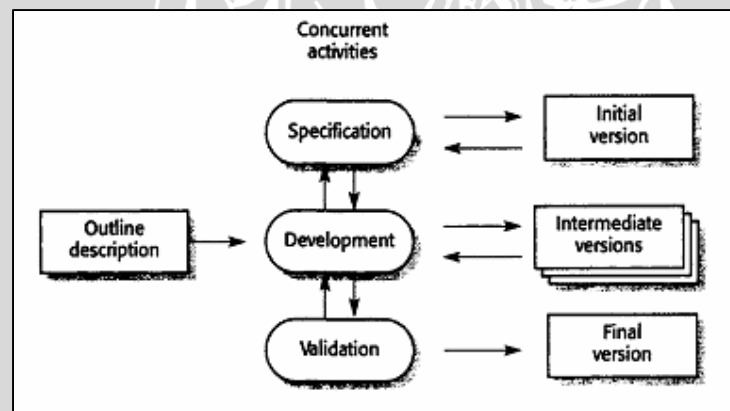 Concurrent
activities
Specification
Initial
version
Outline
description
Development
Intermediate
versions
Validation
Final
version